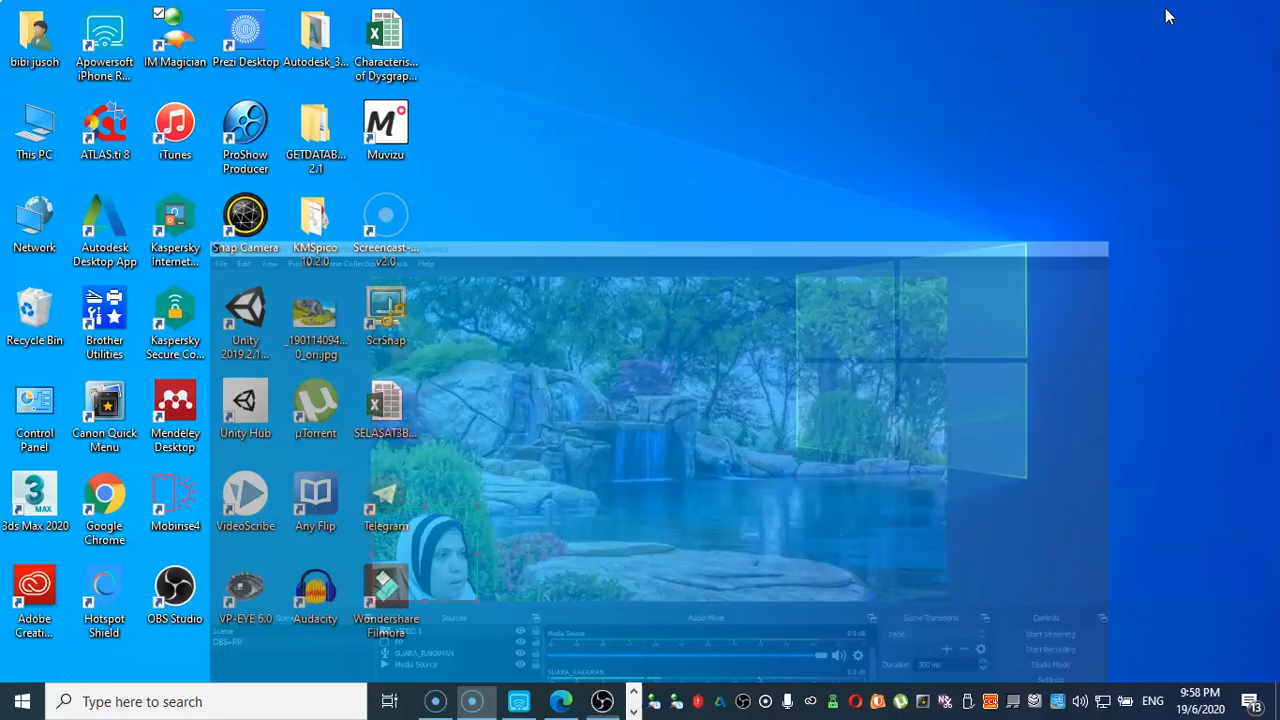 bibi jusoh
Apowersoft
iPhone R...
IM Magician
Prezi Desktop
Autodesk_3...
Characteris...
of Dysgrap...
This PC
ATLAS.ti 8
iTunes
ProShow
Producer
GETDATAB...
2.1
M
Muvizu
Network
Autodesk
Desktop App
Kaspersky
Internet...
Snap Camera
KMSpico
10.2.0
Screencast-...
v2.0
File Edit View Help
Recycle Bin
Brother
Utilities
Kaspersky
Secure Co...
Unity
2019.2.1...
_190114094...
0_ori.jpg
ScrSnap
Control
Panel
Canon Quick
Menu
Mendeley
Desktop
Unity Hub
µTorrent
SELASAT3B...
3
MAX
3ds Max 2020
Google
Chrome
Mobirise4
VideoScribe
Any Flip
Telegram
Adobe
Creati...
Hotspot
Shield
OBS Studio
VP-EYE 6.0
Audacity
Wondershare
Filmora
Sources
Audio Mixer
Scene Transitions
Controls
Scene
OBS+PP
PP
SUARA_RAKAMAN
Media Source
Media Source
0.0 dB
SUARA_RAKAMAN
0.0 dB
Fade
Duration 300 ms
Start Streaming
Start Recording
Studio Mode
Settings
Type here to search
ENG
9:58 PM
19/6/2020
13